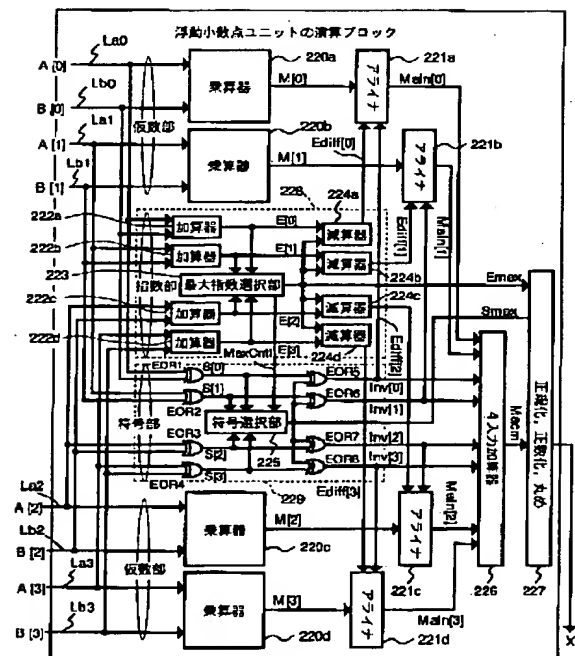 浮動小数点ユニットの演算ブロック
La0
A [0]
Lb0
B [0]
La1
A [1]
Lb1
B [1]
仮数部
220a
乗算器
M[0]
221a
アライナ
Main[0]
220b
乗算器
M[1]
Ediff[0]
221b
アライナ
Ediff[1]
Main[1]
228
222a
加算器
E[0]
224a
減算器
222b
加算器
E[1]
減算器
224b
223
指数部
最大指数選択部
Emax
222c
加算器
E[2]
減算器
224c
Smax
222d
加算器
E[3]
減算器
224d
Ediff[2]
MaxCntl
EOR1
S[0]
EOR5
Inv[0]
S[1]
EOR6
Inv[1]
EOR2
符号部
符号選択部
225
EOR3
S[2]
EOR7
Inv[2]
EOR4
S[3]
EOR8
Inv[3]
229
Ediff[3]
La2
A [2]
Lb2
B [2]
La3
A [3]
Lb3
B [3]
仮数部
乗算器
M[2]
220c
アライナ
221c
Main[2]
乗算器
M[3]
220d
アライナ
221d
Main[3]
4入力加算器
226
Macm
正規化，正数化，丸め
227
X